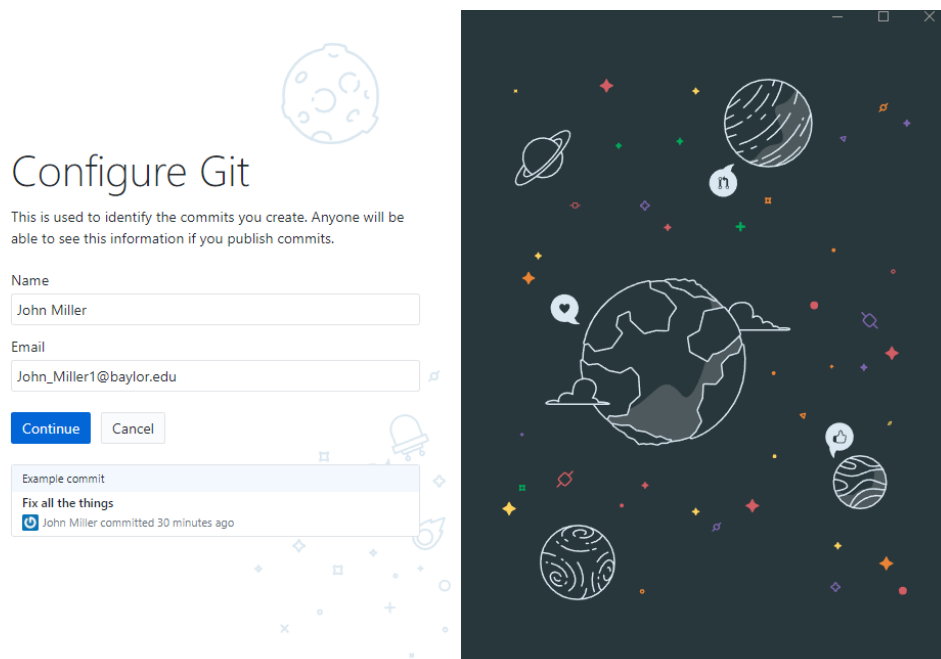 Configure Git
This is used to identify the commits you create. Anyone will be
able to see this information if you publish commits.
Name
John Miller
Email
John_Miller1@baylor.edu
Continue Cancel
Example commit
Fix all the things
John Miller committed 30 minutes ago